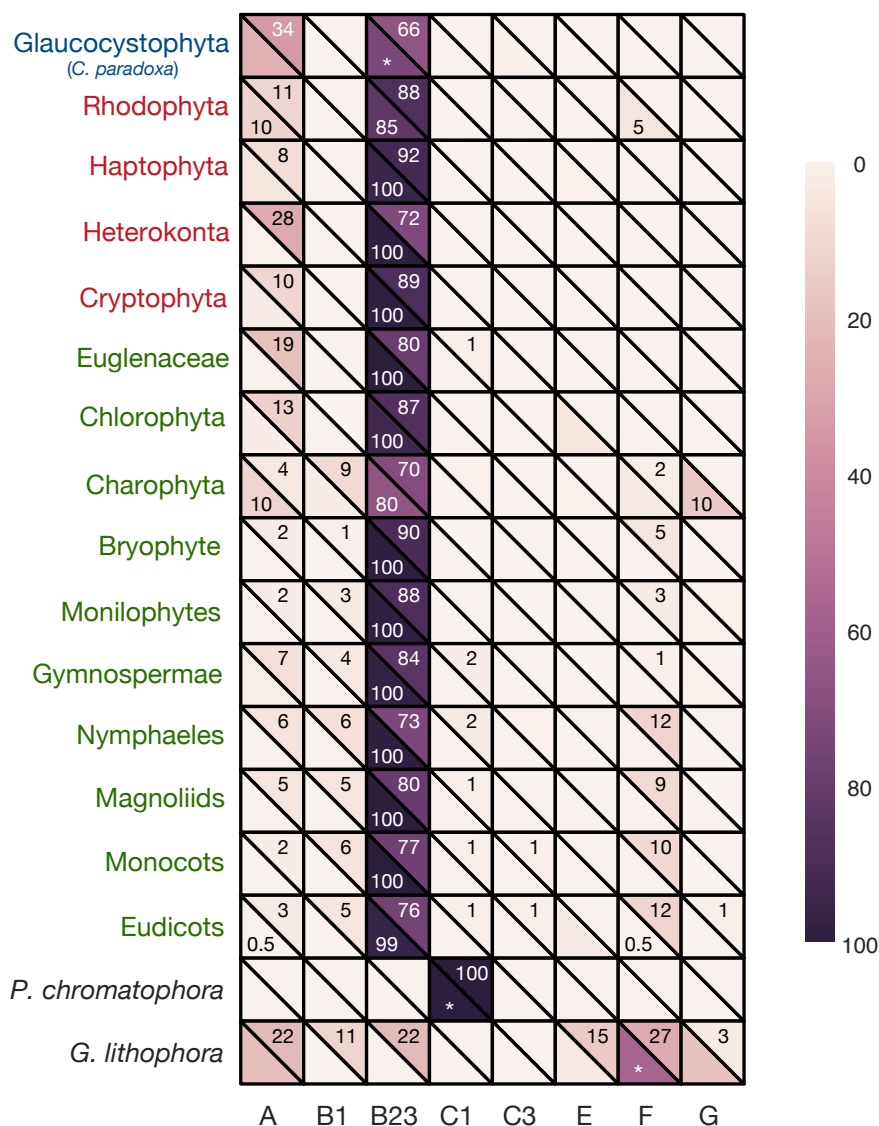 Glaucocystophyta 34 66
(C. paradoxa) *
Rhodophyta 11 88
10 85 5
Haptophyta 8 92
100
Heterokonta 28 72
100
Cryptophyta 10 89
100
Euglenaceae 19 80 1
100
Chlorophyta 13 87
100
Charophyta 4 9 70 2
10 80 10
Bryophyte 2 1 90 5
100
Monilophytes 2 3 88 3
100
Gymnospermae 7 4 84 2 1
100
Nymphaeles 6 6 73 2 12
100
Magnoliids 5 5 80 1 9
100
Monocots 2 6 77 1 1 10
100
Eudicots 3 5 76 1 1 12 1
0.5 99 0.5
P. chromatophora 100
*
G. lithophora 22 11 22 15 27 3
*
A B1 B23 C1 C3 E F G
0
20
40
60
80
100